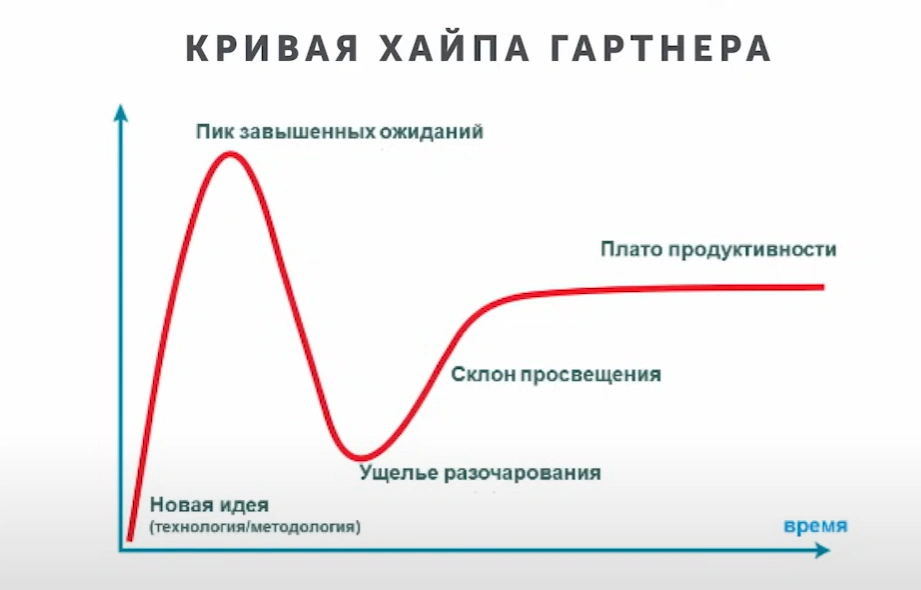 КРИВАЯ ХАЙПА ГАРТНЕРА
Пик завышенных ожиданий
Плато продуктивности
Склон просвещения
Ущелье разочарования
Новая идея
(технология/методология)
время